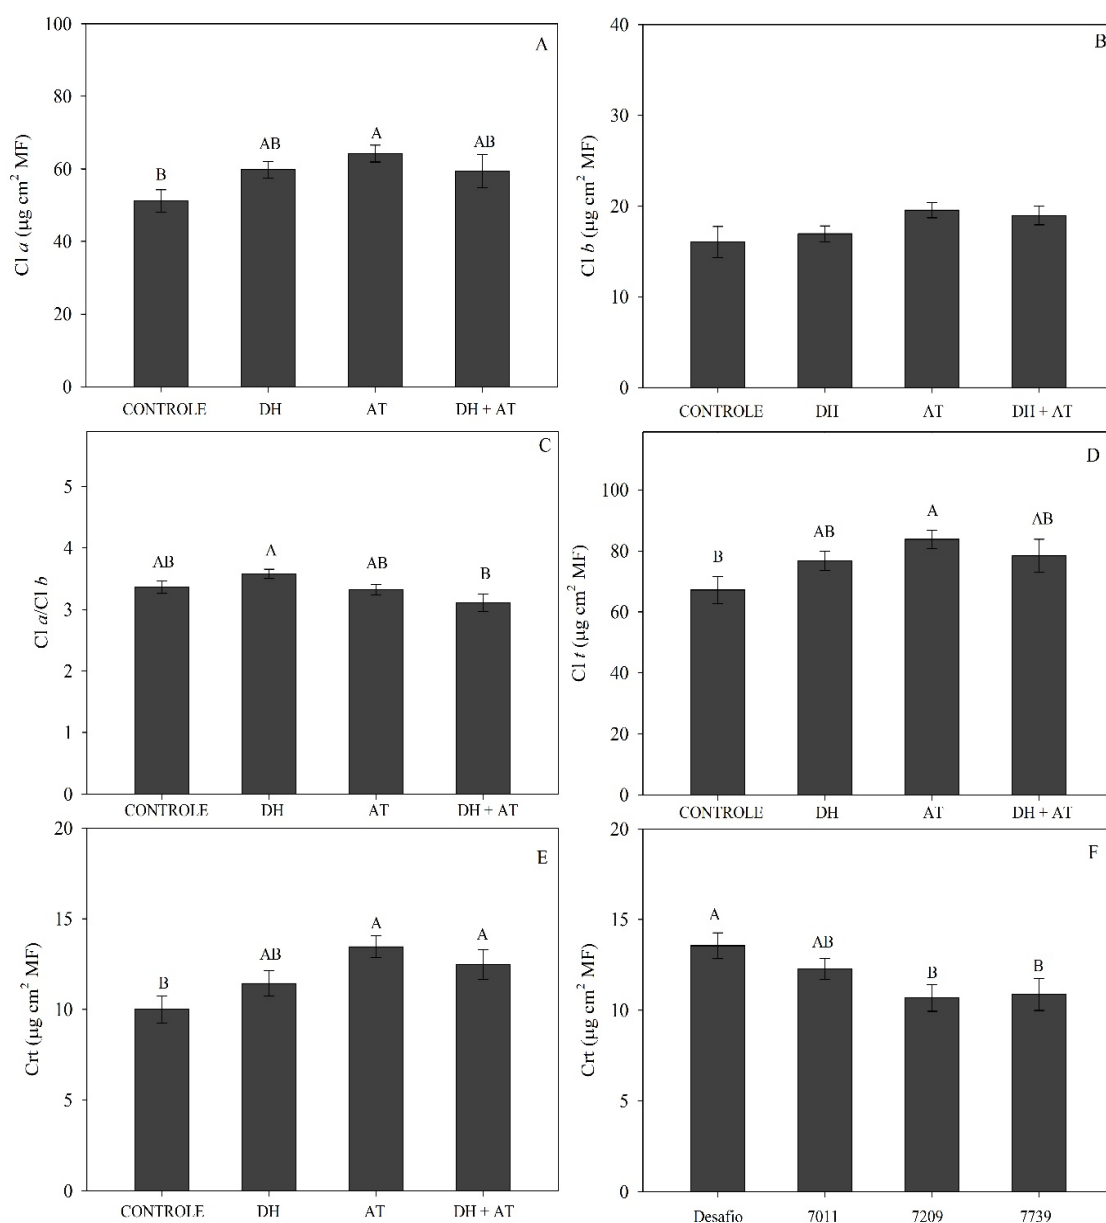 A
100
80
60
40
20
0
Cl a (µg cm² MF)
B
AB
A
AB
CONTROLE DH AT DH + AT
B
40
30
20
10
0
Cl b (µg cm² MF)
CONTROLE DH AT DH + AT
C
5
4
3
2
1
0
Cl a/Cl b
AB
A
AB
B
CONTROLE DH AT DH + AT
D
100
80
60
40
20
0
Cl t (µg cm² MF)
B
AB
A
AB
CONTROLE DH AT DH + AT
E
20
15
10
5
0
Crt (µg cm² MF)
B
AB
A
A
CONTROLE DH AT DH + AT
F
20
15
10
5
0
Crt (µg cm² MF)
A
AB
B
B
Desafio 7011 7209 7739